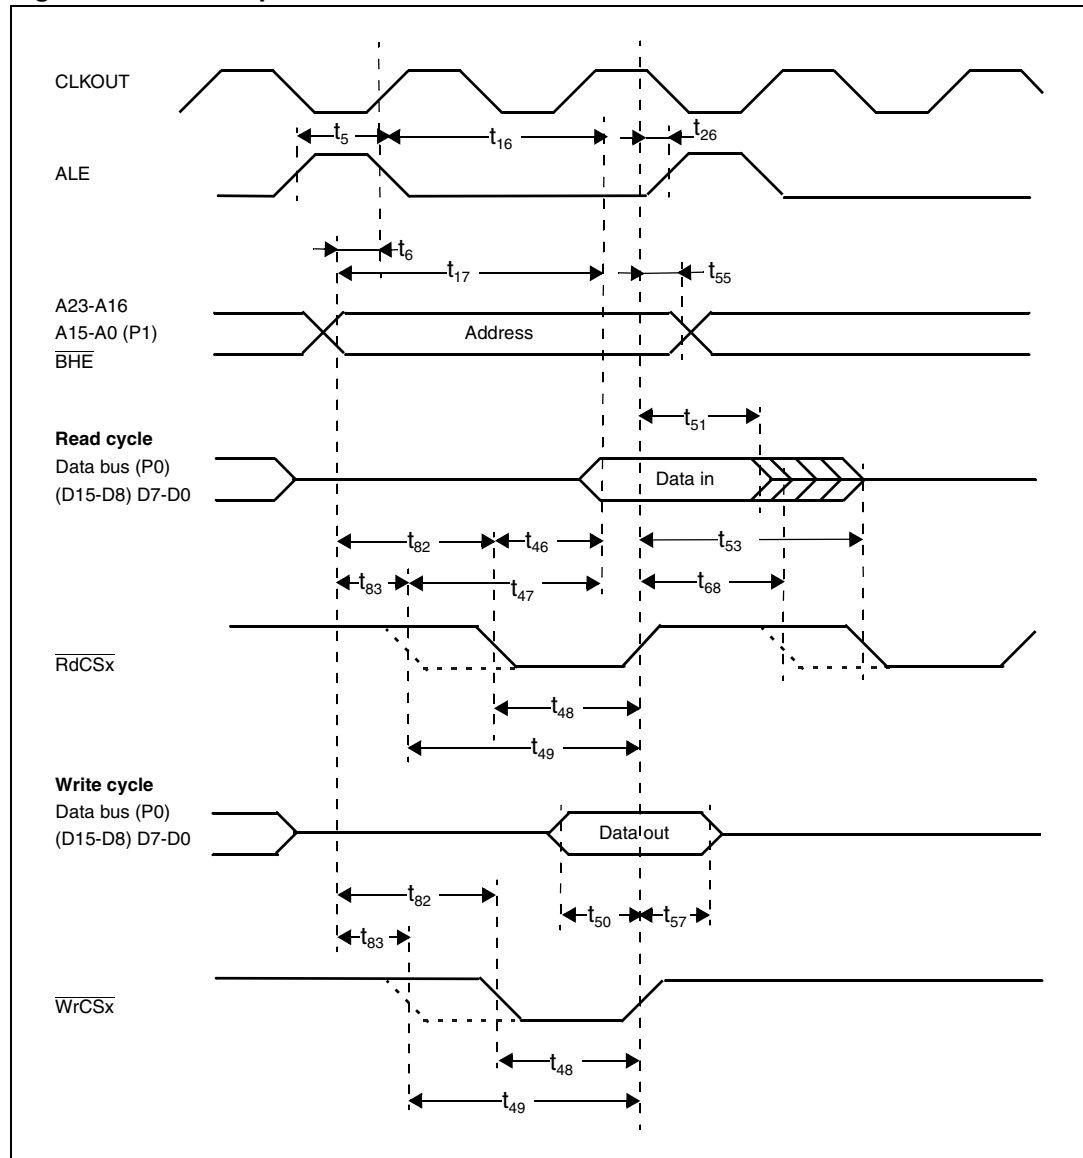 CLKOUT
t5
t16
t26
ALE
t6
t17
t55
A23-A16
A15-A0 (P1)
Address
BHE
t51
Read cycle
Data bus (P0)
(D15-D8) D7-D0
Data in
t82
t46
t53
t83
t47
t68
RdCSx
t48
t49
Write cycle
Data bus (P0)
(D15-D8) D7-D0
Data out
t82
t50
t57
t83
WrCSx
t48
t49